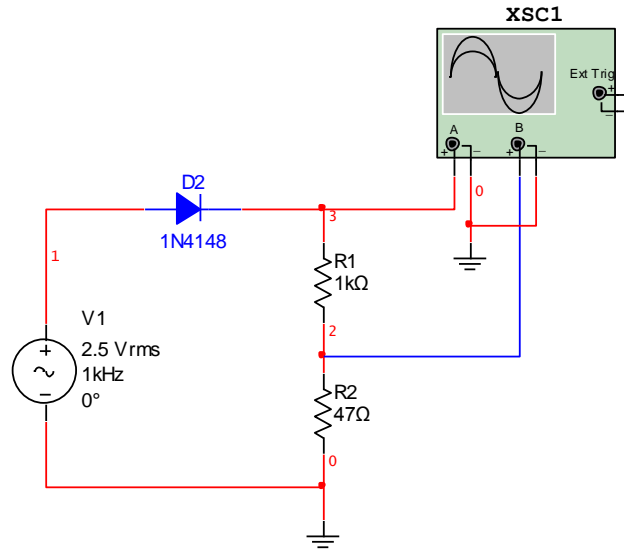 XSC1
Ext Trig
+
–
A
B
+
–
+
–
0
D2
1N4148
3
1
R1
1kΩ
V1
2.5 Vrms
1kHz
0°
+
–
2
R2
47Ω
0